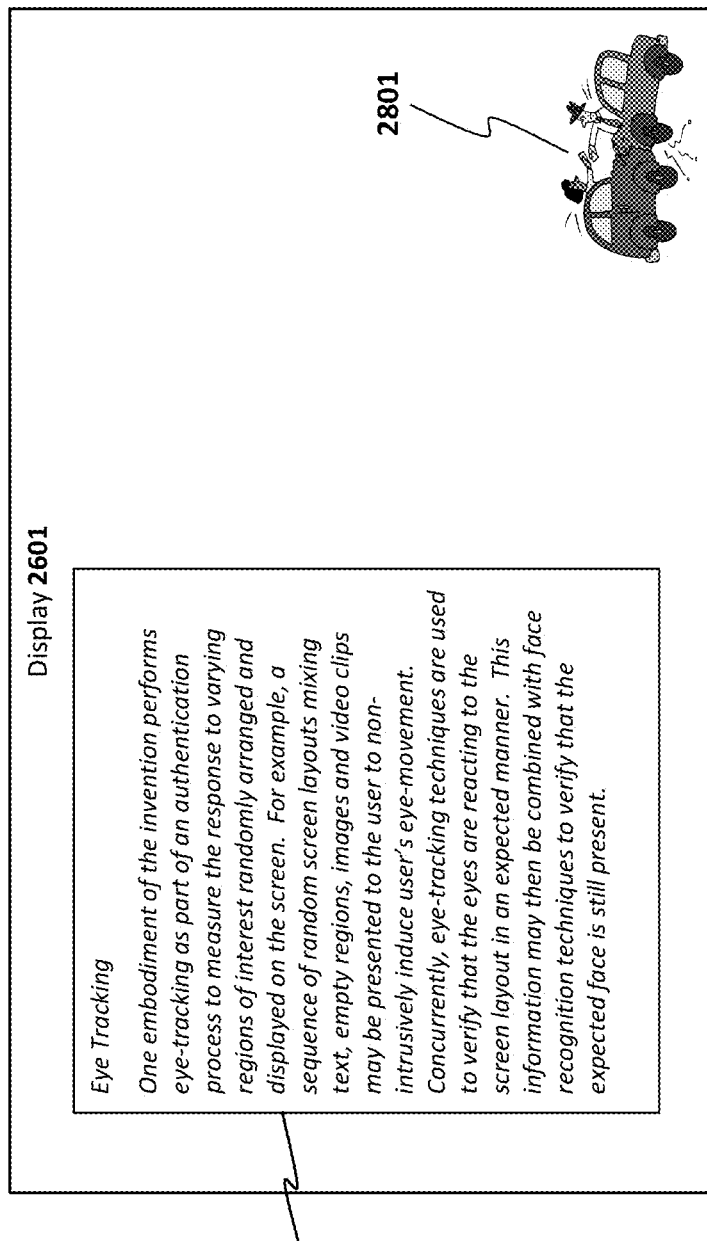 Display 2601
Eye Tracking
One embodiment of the invention performs
eye-tracking as part of an authentication
process to measure the response to varying
regions of interest randomly arranged and
displayed on the screen. For example, a
sequence of random screen layouts mixing
text, empty regions, images and video clips
may be presented to the user to non-
intrusively induce user's eye-movement.
Concurrently, eye-tracking techniques are used
to verify that the eyes are reacting to the
screen layout in an expected manner. This
information may then be combined with face
recognition techniques to verify that the
expected face is still present.
2801